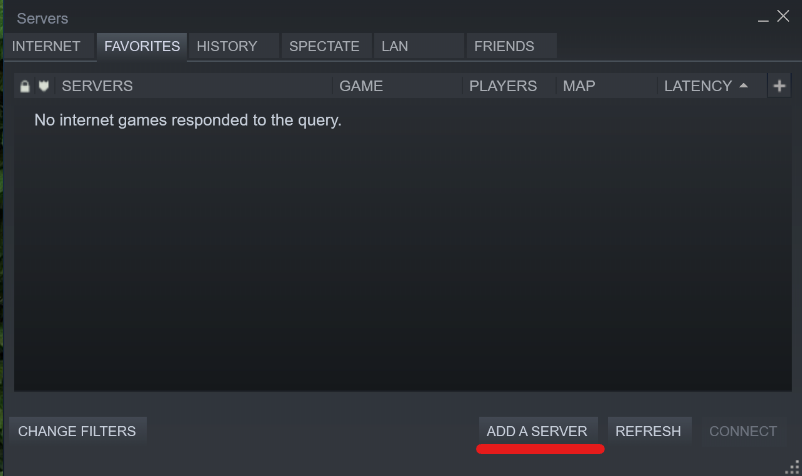 Servers
INTERNET FAVORITES HISTORY SPECTATE LAN FRIENDS
SERVERS GAME PLAYERS MAP LATENCY
No internet games responded to the query.
CHANGE FILTERS ADD A SERVER REFRESH CONNECT